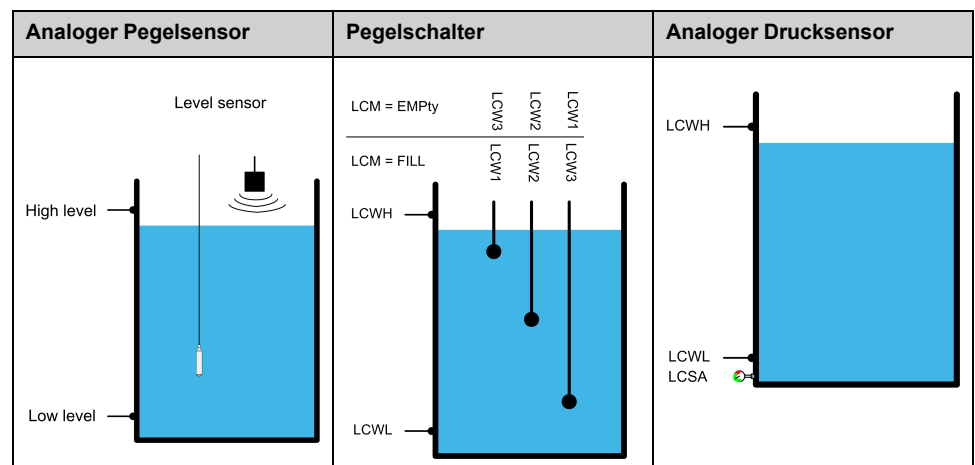 Analoger Pegelsensor
Pegelschalter
Analoger Drucksensor
Level sensor
High level
Low level
LCM = EMPty
LCW3
LCW2
LCW1
LCM = FILL
LCW1
LCW2
LCW3
LCWH
LCWL
LCWH
LCWL
LCSA